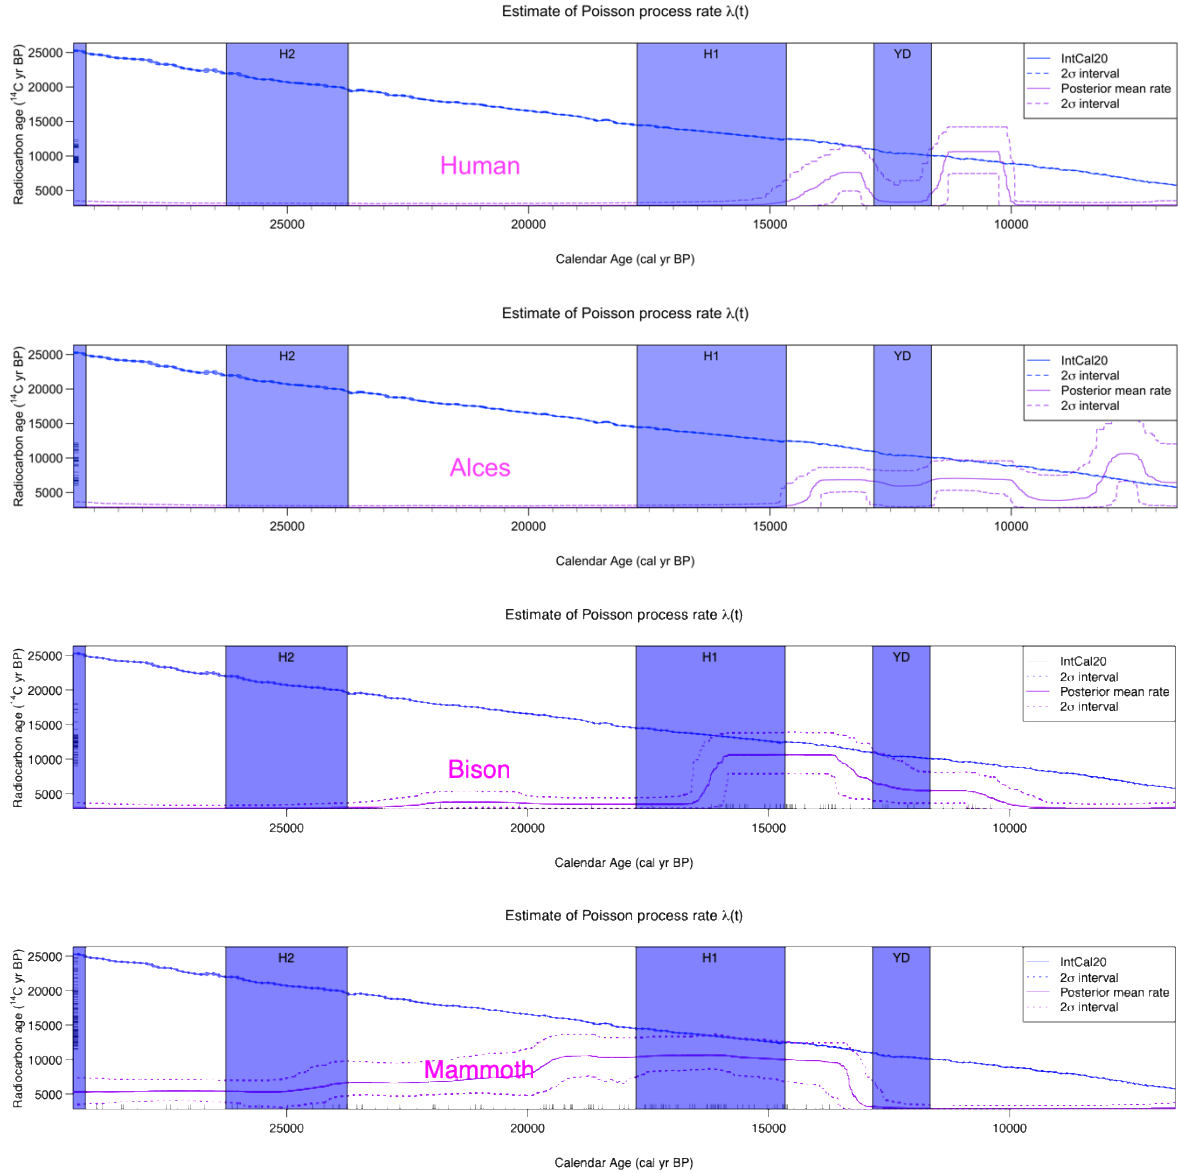 Estimate of Poisson process rate λ(t)
Radiocarbon age (¹⁴C yr BP)
25000
20000
15000
10000
5000
H2
H1
YD
IntCal20
2σ interval
Posterior mean rate
2σ interval
Human
25000
20000
15000
10000
Calendar Age (cal yr BP)
Estimate of Poisson process rate λ(t)
Radiocarbon age (¹⁴C yr BP)
25000
20000
15000
10000
5000
H2
H1
YD
IntCal20
2σ interval
Posterior mean rate
2σ interval
Alces
25000
20000
15000
10000
Calendar Age (cal yr BP)
Estimate of Poisson process rate λ(t)
Radiocarbon age (¹⁴C yr BP)
25000
20000
15000
10000
5000
H2
H1
YD
IntCal20
2σ interval
Posterior mean rate
2σ interval
Bison
25000
20000
15000
10000
Calendar Age (cal yr BP)
Estimate of Poisson process rate λ(t)
Radiocarbon age (¹⁴C yr BP)
25000
20000
15000
10000
5000
H2
H1
YD
IntCal20
2σ interval
Posterior mean rate
2σ interval
Mammoth
25000
20000
15000
10000
Calendar Age (cal yr BP)